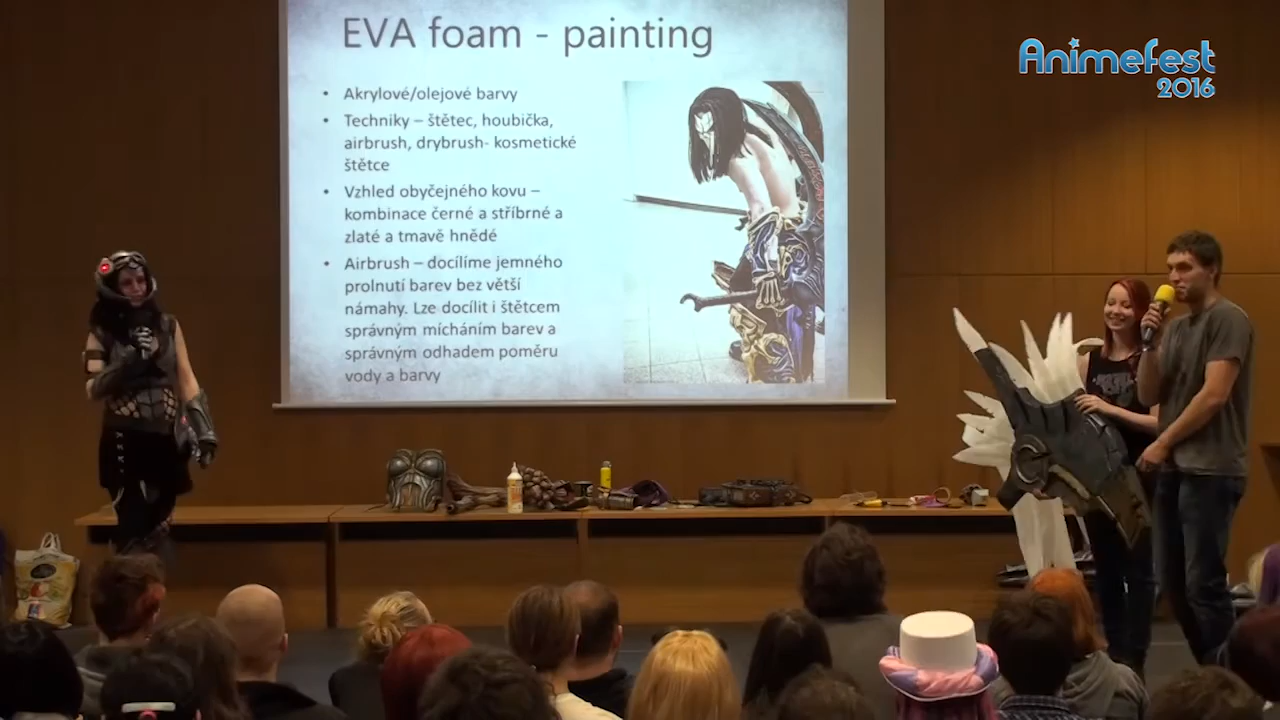 EVA foam - painting
AnimeFest
2016
• Akrylové/olejové barvy
• Techniky – štětec, houbička,
airbrush, drybrush- kosmetické
štětce
• Vzhled obyčejného kovu –
kombinace černé a stříbrné a
zlaté a tmavě hnědé
• Airbrush – docílíme jemného
prolnutí barev bez větší
námahy. Lze docílit i štětcem
správným mícháním barev a
správným odhadem poměru
vody a barvy